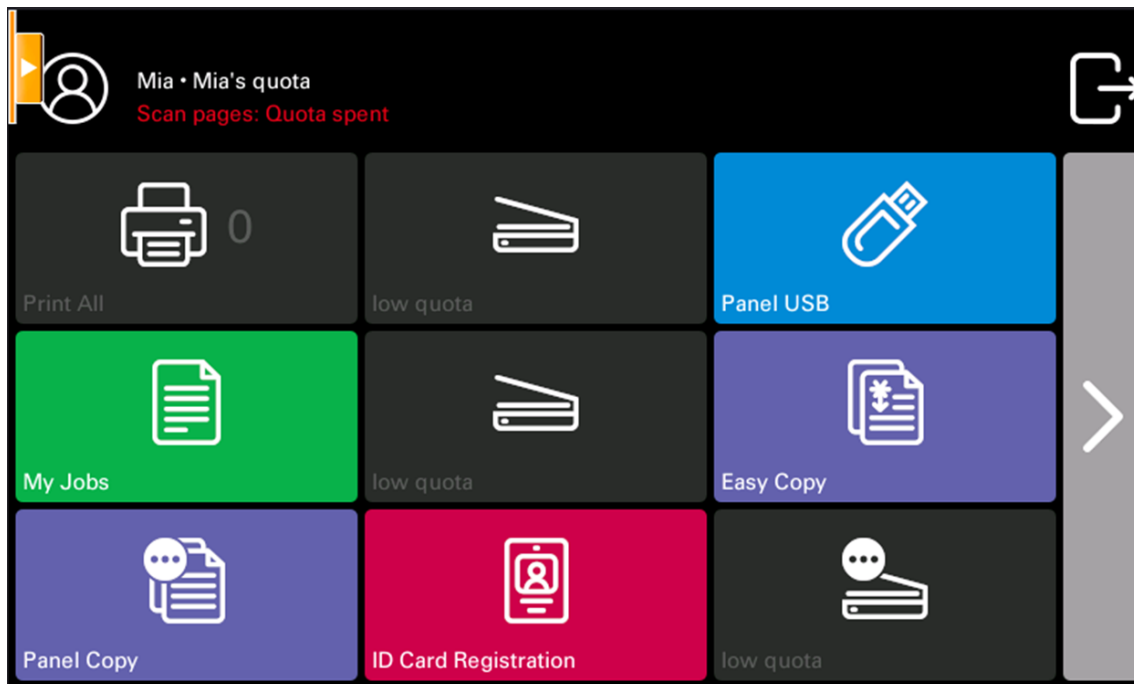 Mia • Mia's quota
Scan pages: Quota spent
0
Print All
low quota
Panel USB
My Jobs
low quota
Easy Copy
Panel Copy
ID Card Registration
low quota